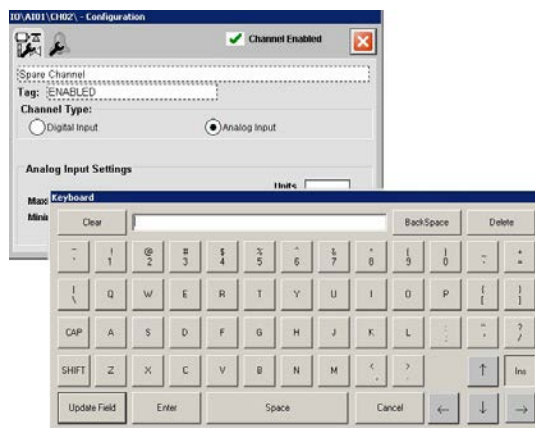 IO\AI01\CH02\ - Configuration
Channel Enabled
Spare Channel
Tag: ENABLED
Channel Type:
Digital Input
Analog Input
Analog Input Settings
Units
Keyboard
Clear
BackSpace
Delete
! 1
@ 2
# 3
$ 4
% 5
^ 6
& 7
* 8
( 9
) 0
+ =
| \
Q W E R T Y U I O P
{ [
} ]
CAP A S D F G H J K L
: ;
" '
? /
SHIFT Z X C V B N M
< ,
> .
↑ Ins
Update Field
Enter
Space
Cancel
← ↓ →